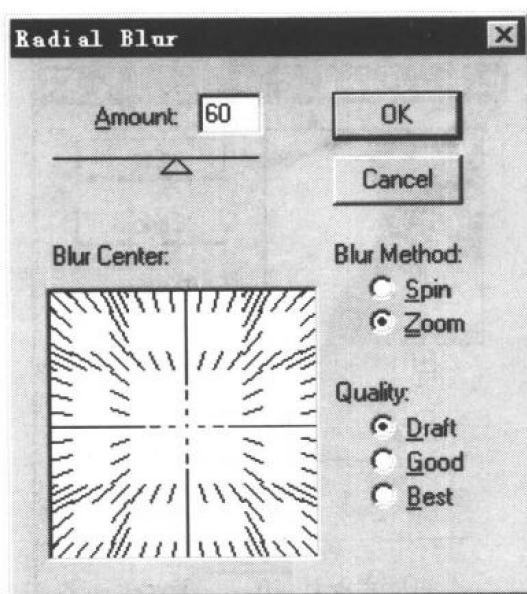 Radial Blur
Amount: 60
OK
Cancel
Blur Center:
Blur Method:
Spin
Zoom
Quality:
Draft
Good
Best